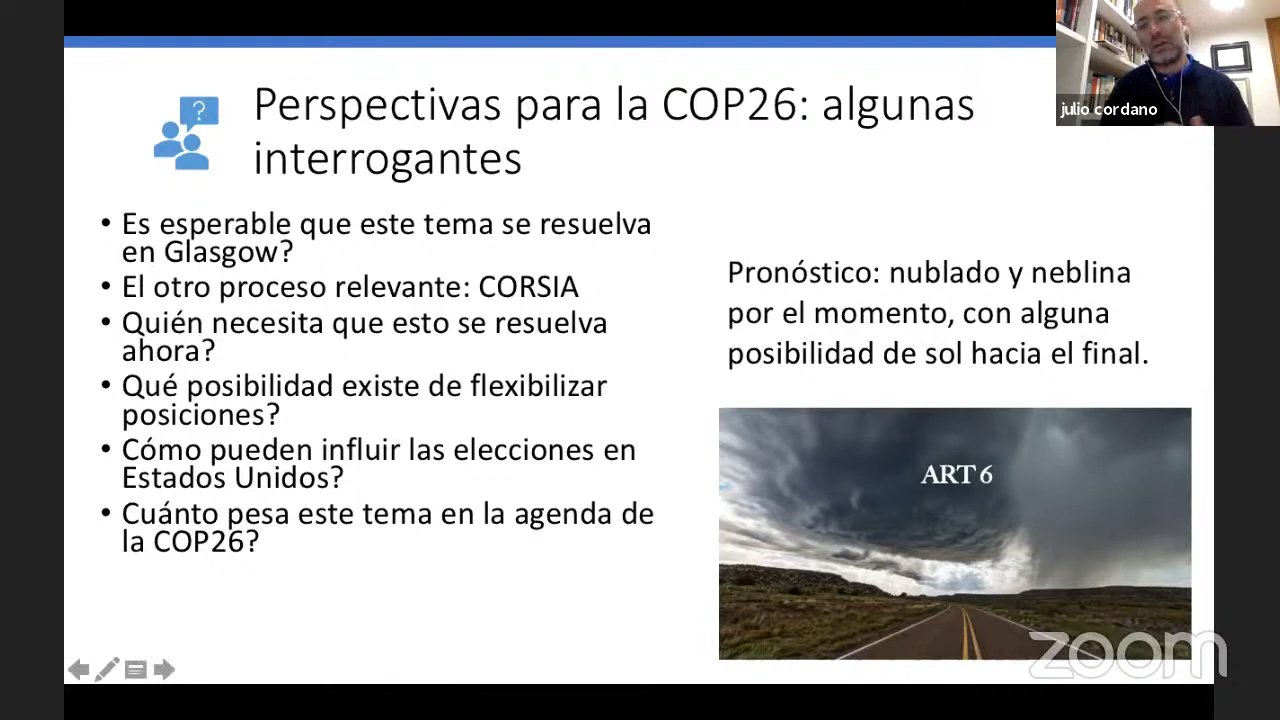 julio cordano
?
Perspectivas para la COP26: algunas
interrogantes
• Es esperable que este tema se resuelva
en Glasgow?
• El otro proceso relevante: CORSIA
• Quién necesita que esto se resuelva
ahora?
• Qué posibilidad existe de flexibilizar
posiciones?
• Cómo pueden influir las elecciones en
Estados Unidos?
• Cuánto pesa este tema en la agenda de
la COP26?
Pronóstico: nublado y neblina
por el momento, con alguna
posibilidad de sol hacia el final.
ART 6
zoom